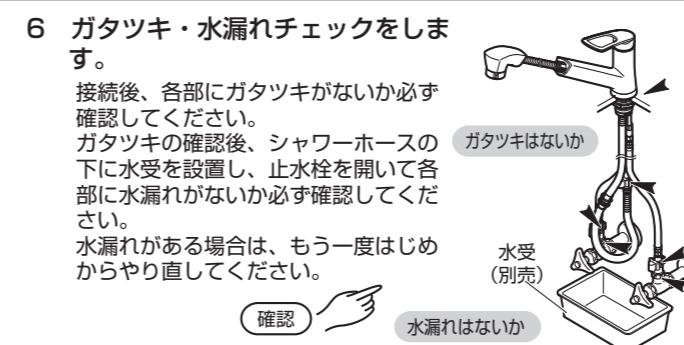 6 ガタツキ・水漏れチェックをしま
す。
接続後、各部にガタツキがないか必ず
確認してください。
ガタツキの確認後、シャワーホースの
下に水受を設置し、止水栓を開いて各
部に水漏れがないか必ず確認してくだ
さい。
水漏れがある場合は、もう一度はじめ
からやり直してください。
確認
ガタツキはないか
水受
(別売)
水漏れはないか